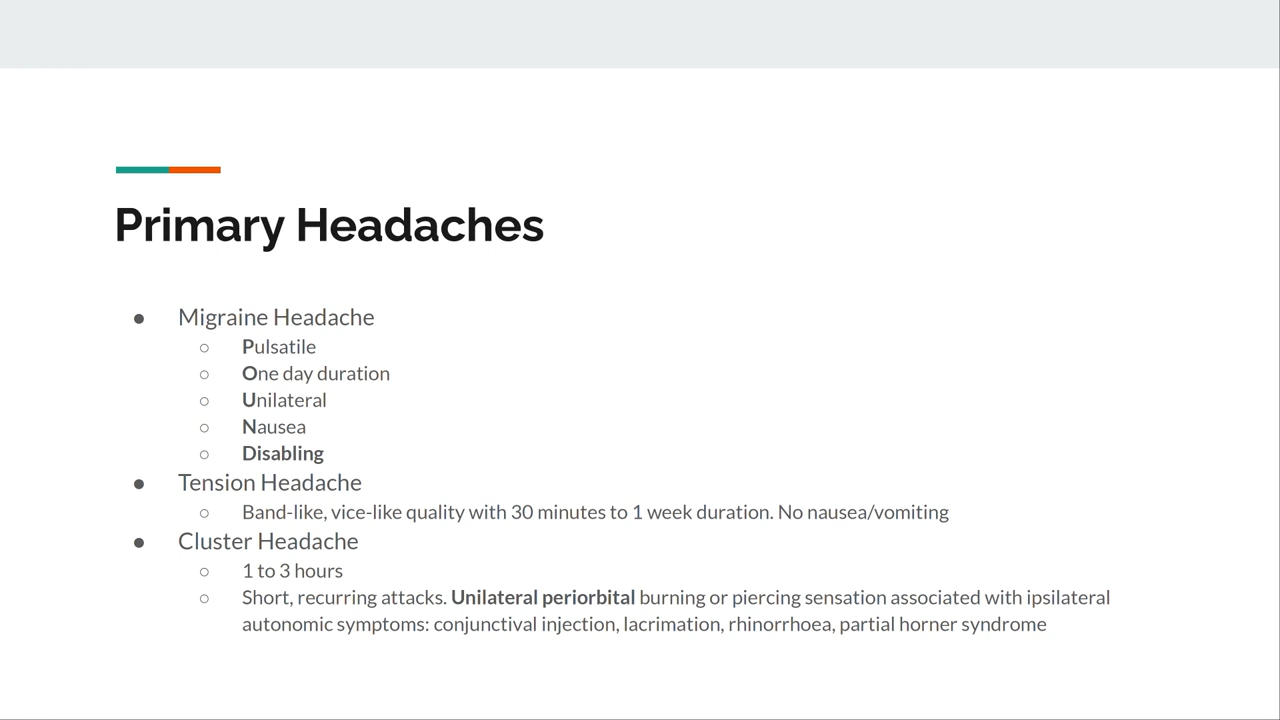 Primary Headaches
● Migraine Headache
○ Pulsatile
○ One day duration
○ Unilateral
○ Nausea
○ Disabling
● Tension Headache
○ Band-like, vice-like quality with 30 minutes to 1 week duration. No nausea/vomiting
● Cluster Headache
○ 1 to 3 hours
○ Short, recurring attacks. Unilateral periorbital burning or piercing sensation associated with ipsilateral
autonomic symptoms: conjunctival injection, lacrimation, rhinorrhoea, partial horner syndrome